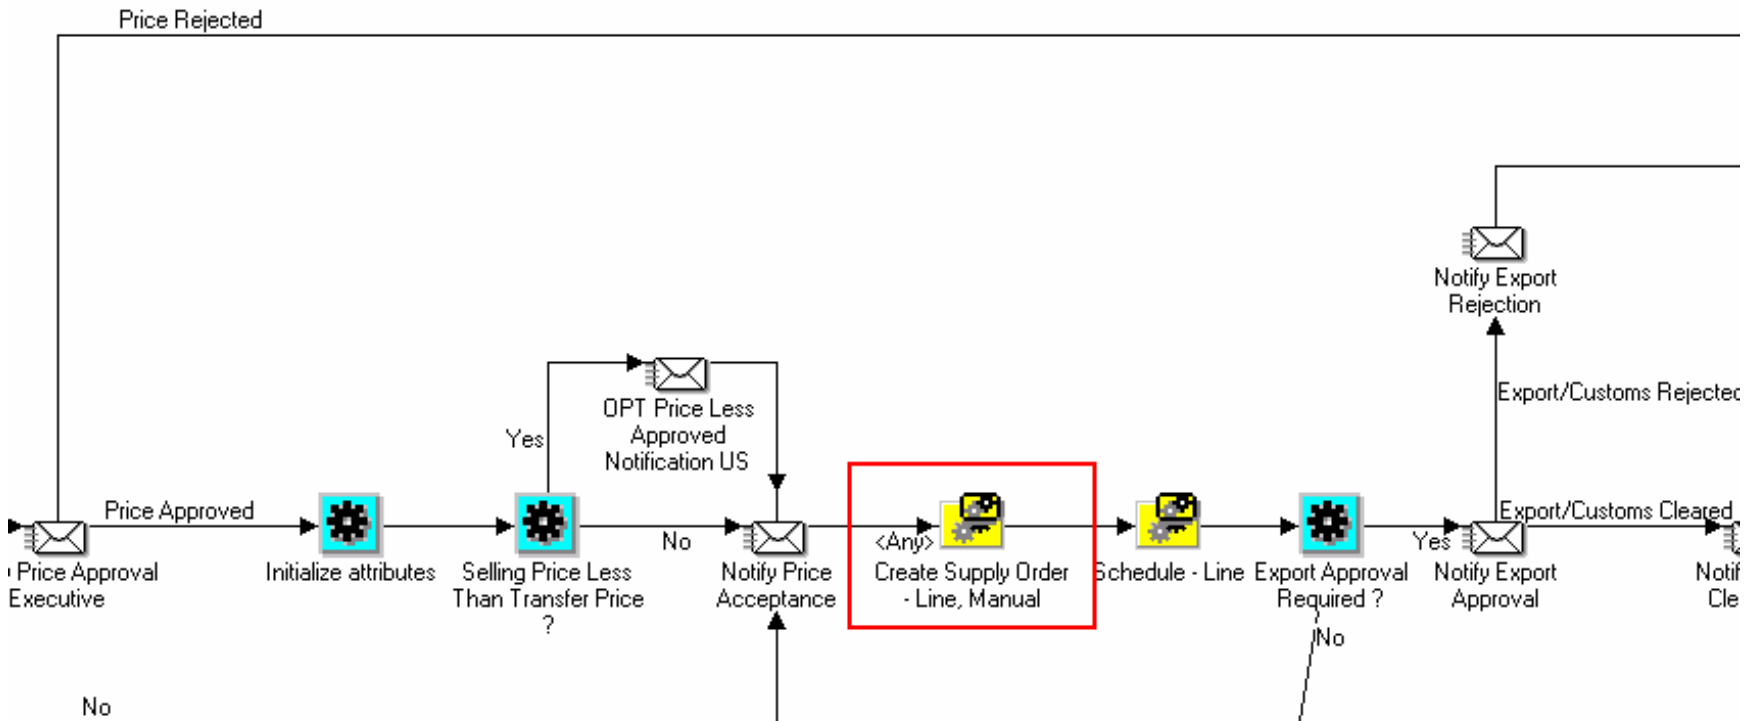 Price Rejected
Notify Export
Rejection
Export/Customs Rejected
OPT Price Less
Approved
Notification US
Yes
Price Approved
Export/Customs Cleared
No
<Any>
Yes
Price Approval
Executive
Initialize attributes
Selling Price Less
Than Transfer Price
?
Notify Price
Acceptance
Create Supply Order
- Line, Manual
Schedule - Line
Export Approval
Required ?
Notify Export
Approval
No
No